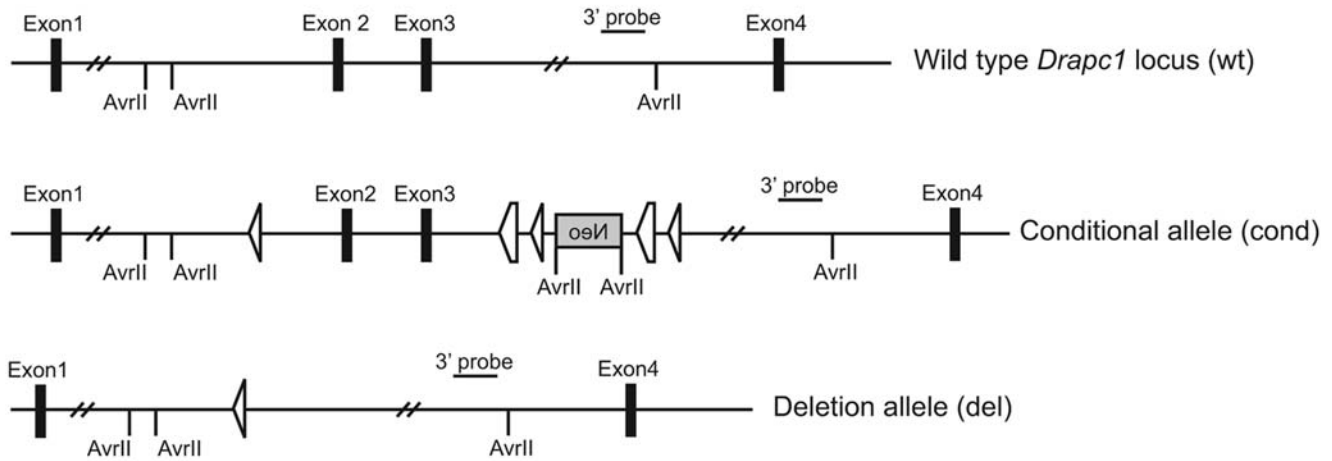 Exon1 Exon 2 Exon3 3’ probe
Wild type Drapc1 locus (wt)
AvrII AvrII AvrII
Exon4
Exon1 Exon2 Exon3 3’ probe Exon4
Neo
Conditional allele (cond)
AvrII AvrII AvrII AvrII AvrII
Exon1 3’ probe Exon4
Deletion allele (del)
AvrII AvrII AvrII